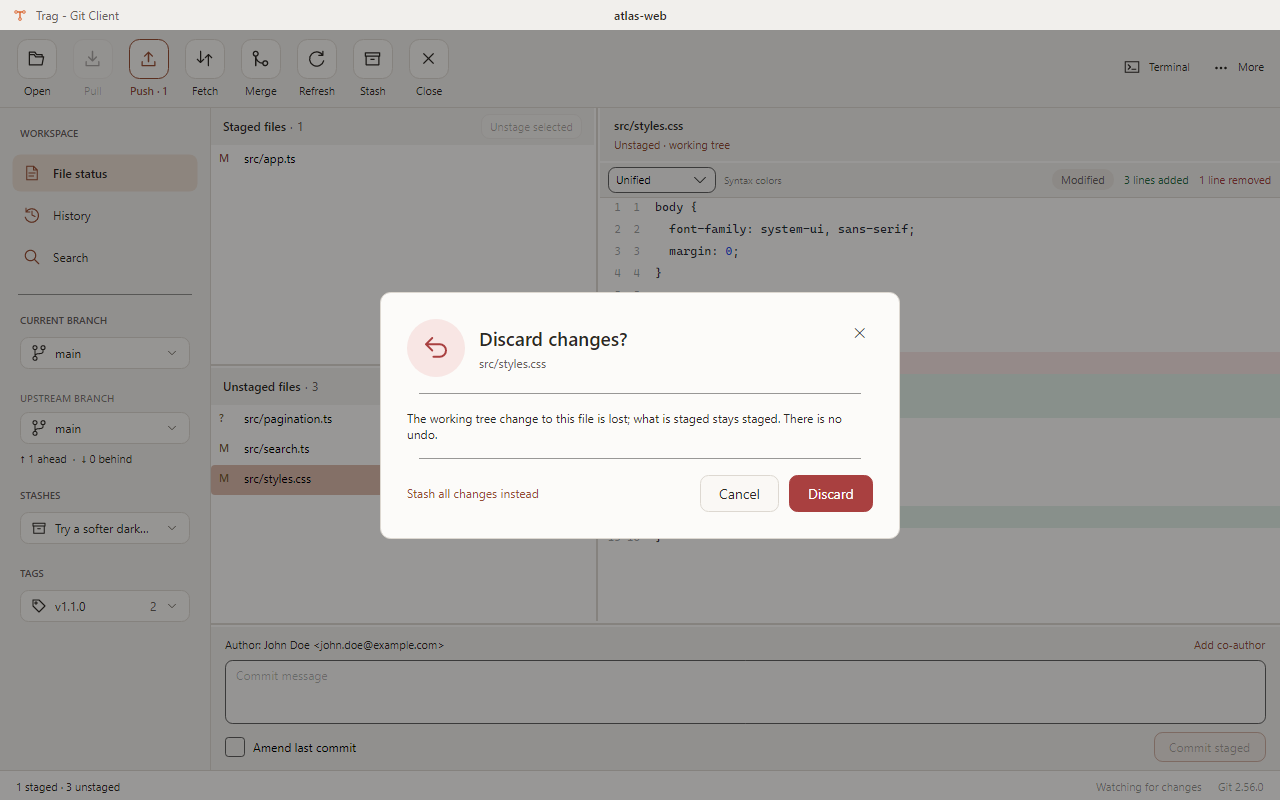 Trag - Git Client
atlas-web
Open
Pull
Push · 1
Fetch
Merge
Refresh
Stash
Close
Terminal
More
WORKSPACE
File status
History
Search
CURRENT BRANCH
main
UPSTREAM BRANCH
main
↑ 1 ahead · ↓ 0 behind
STASHES
Try a softer dark...
TAGS
v1.1.0 2
Staged files · 1
Unstage selected
M src/app.ts
Unstaged files · 3
? src/pagination.ts
M src/search.ts
M src/styles.css
src/styles.css
Unstaged · working tree
Unified
Syntax colors
Modified
3 lines added
1 line removed
1 1 body {
2 2 font-family: system-ui, sans-serif;
3 3 margin: 0;
4 4 }
Discard changes?
src/styles.css
The working tree change to this file is lost; what is staged stays staged. There is no
undo.
Stash all changes instead
Cancel
Discard
Author: John Doe <john.doe@example.com>
Add co-author
Commit message
Amend last commit
Commit staged
1 staged · 3 unstaged
Watching for changes
Git 2.56.0